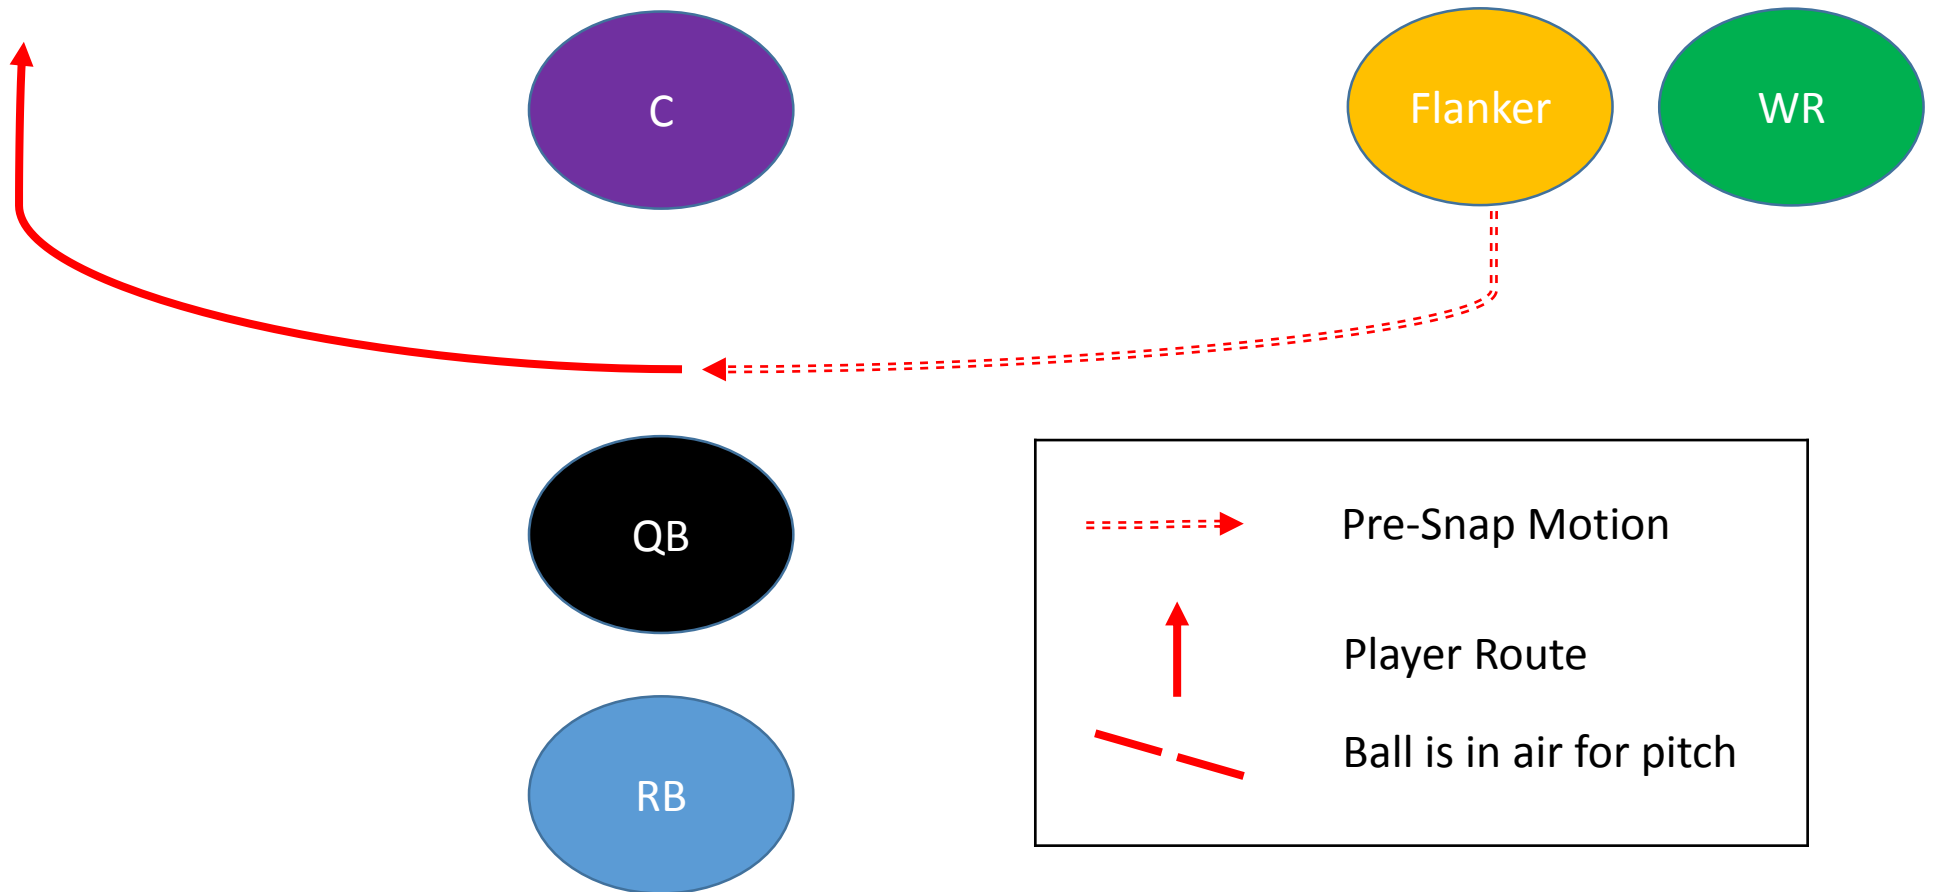 C
Flanker
WR
QB
RB
Pre-Snap Motion
Player Route
Ball is in air for pitch